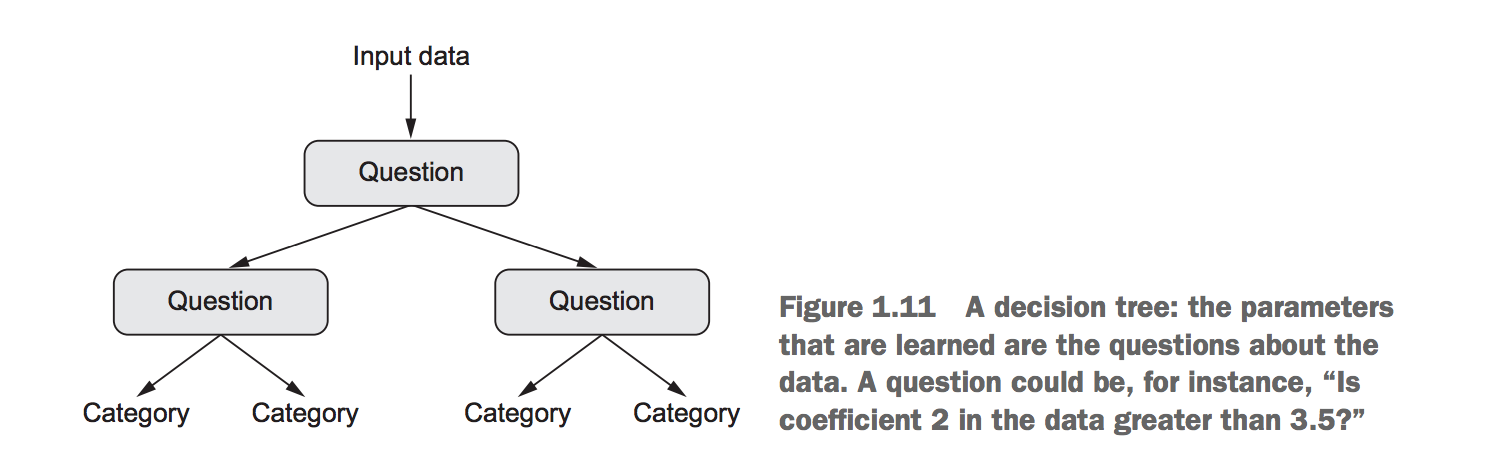 Input data
Question
Question
Question
Category
Category
Category
Category
Figure 1.11 A decision tree: the parameters
that are learned are the questions about the
data. A question could be, for instance, “Is
coefficient 2 in the data greater than 3.5?”